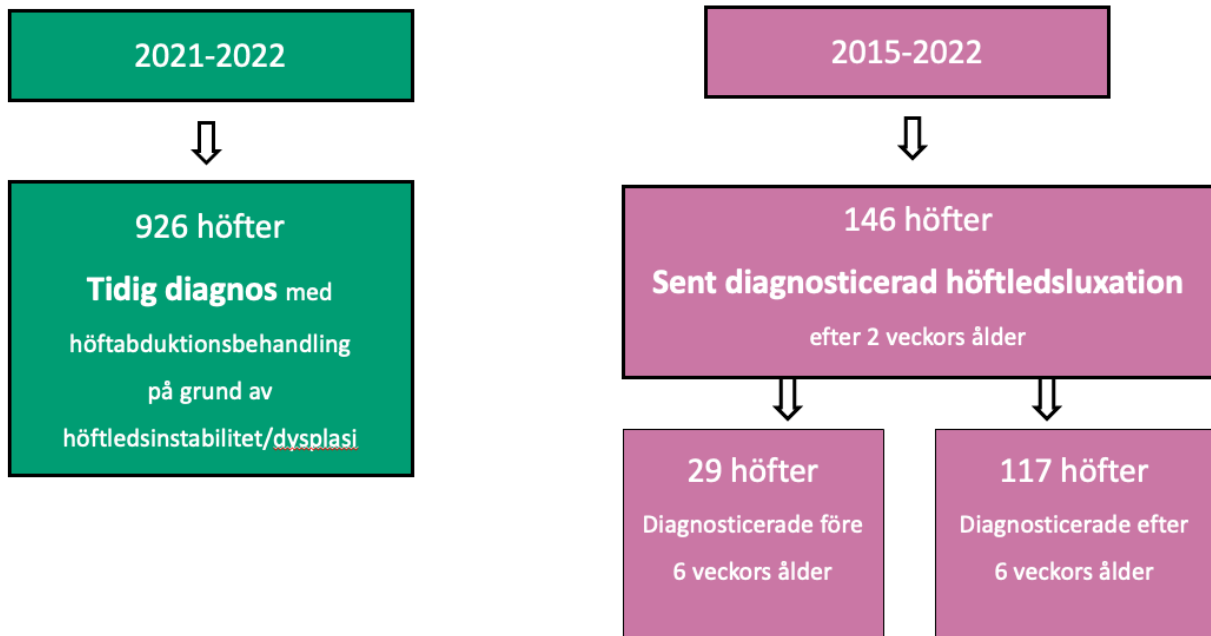 2021-2022
926 höfter
Tidig diagnos med
höftabduktionsbehandling
på grund av
höftledsinstabilitet/dysplasi
2015-2022
146 höfter
Sent diagnosticerad höftledsluxation
efter 2 veckors ålder
29 höfter
Diagnosticerade före
6 veckors ålder
117 höfter
Diagnosticerade efter
6 veckors ålder